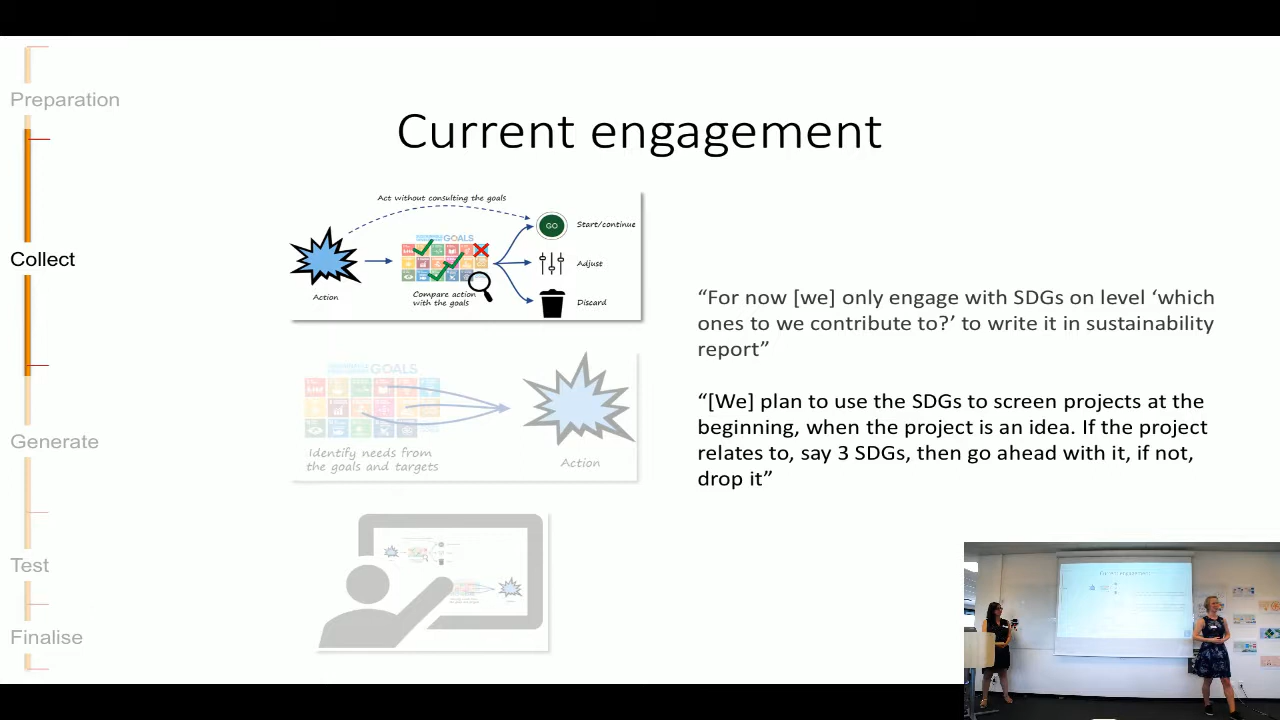 Preparation
Collect
Generate
Test
Finalise
Current engagement
Act without consulting the goals
GOALS
GO
Start/continue
Adjust
Discard
Action
Compare action
with the goals
GOALS
Identify needs from
the goals and targets
Action
“For now [we] only engage with SDGs on level ‘which
ones to we contribute to?’ to write it in sustainability
report”
“[We] plan to use the SDGs to screen projects at the
beginning, when the project is an idea. If the project
relates to, say 3 SDGs, then go ahead with it, if not,
drop it”
Current engagement